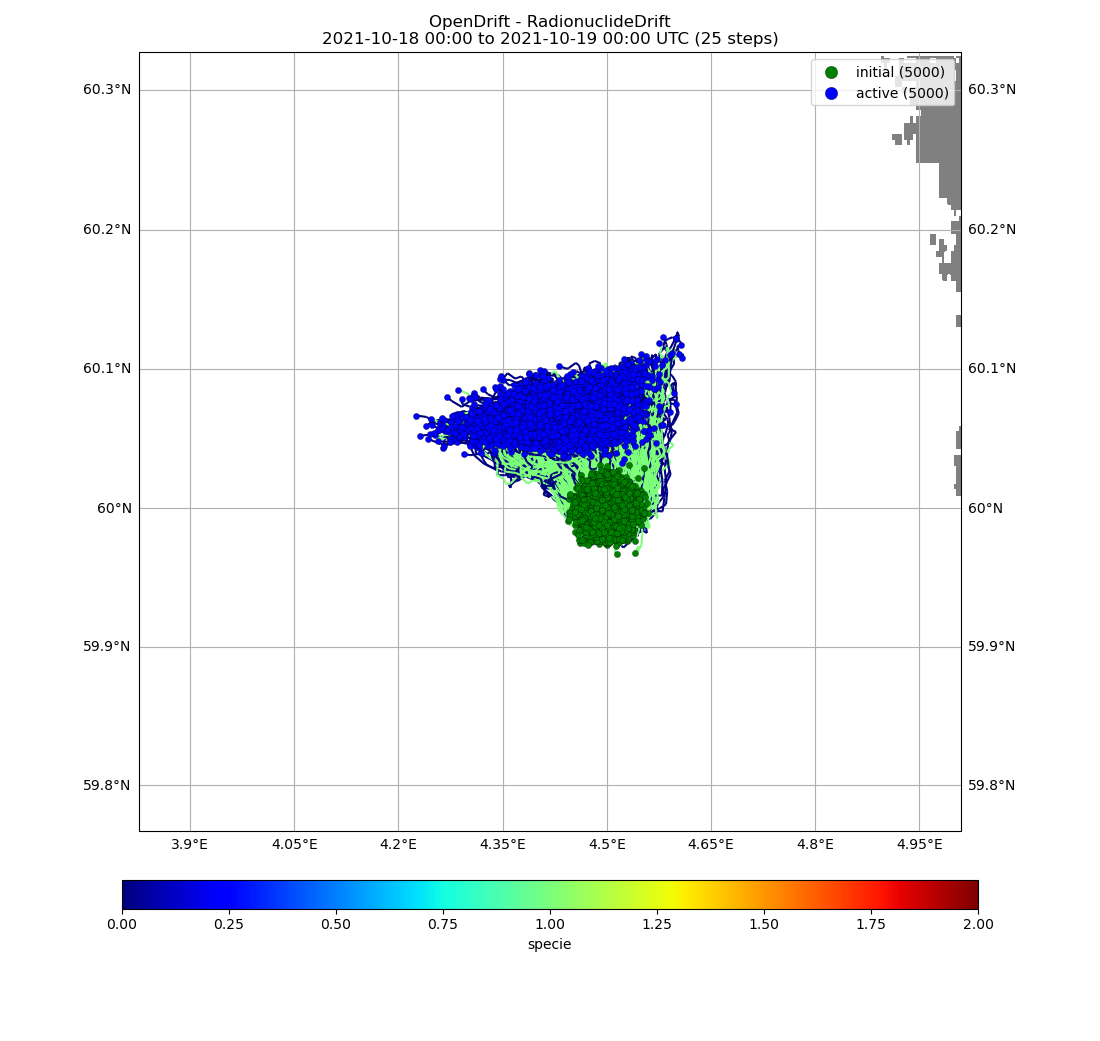 OpenDrift - RadionuclideDrift
2021-10-18 00:00 to 2021-10-19 00:00 UTC (25 steps)
initial (5000)
active (5000)
60.3°N 60.3°N
60.2°N 60.2°N
60.1°N 60.1°N
60°N 60°N
59.9°N 59.9°N
59.8°N 59.8°N
3.9°E 4.05°E 4.2°E 4.35°E 4.5°E 4.65°E 4.8°E 4.95°E
0.00 0.25 0.50 0.75 1.00 1.25 1.50 1.75 2.00
specie